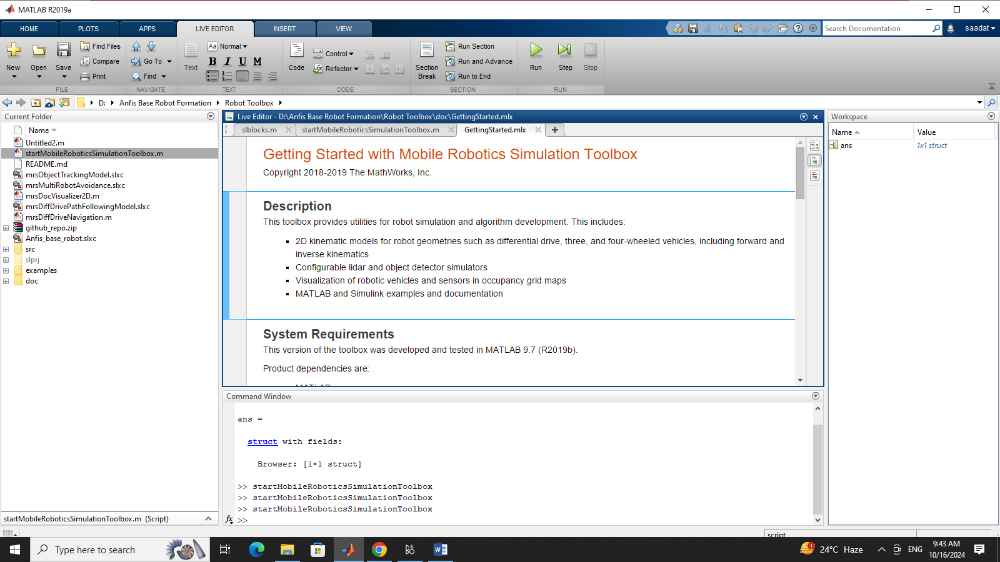 MATLAB R2019a
HOME PLOTS APPS LIVE EDITOR INSERT VIEW
Search Documentation
saadat
New Open Save
Find Files
Compare
Print
FILE
Go To
Find
NAVIGATE
Text
Aa Normal
B I U M
TEXT
Code
Control
Refactor
CODE
Section Break
Run Section
Run and Advance
Run to End
SECTION
Run Step Stop
RUN
D: Anfis Base Robot Formation Robot Toolbox
Current Folder
Name
Untitled2.m
startMobileRoboticsSimulationToolbox.m
README.md
mrsObjectTrackingModel.slxc
mrsMultiRobotAvoidance.slxc
mrsDocVisualizer2D.m
mrsDiffDrivePathFollowingModel.slxc
mrsDiffDriveNavigation.m
github_repo.zip
Anfis_base_robot.slxc
src
slprj
examples
doc
startMobileRoboticsSimulationToolbox.m (Script)
Live Editor - D:\Anfis Base Robot Formation\Robot Toolbox\doc\GettingStarted.mlx
slblocks.m startMobileRoboticsSimulationToolbox.m GettingStarted.mlx
Getting Started with Mobile Robotics Simulation Toolbox
Copyright 2018-2019 The MathWorks, Inc.
Description
This toolbox provides utilities for robot simulation and algorithm development. This includes:
2D kinematic models for robot geometries such as differential drive, three, and four-wheeled vehicles, including forward and
inverse kinematics
Configurable lidar and object detector simulators
Visualization of robotic vehicles and sensors in occupancy grid maps
MATLAB and Simulink examples and documentation
System Requirements
This version of the toolbox was developed and tested in MATLAB 9.7 (R2019b).
Product dependencies are:
MATLAB
Command Window
ans =
struct with fields:
Browser: [1×1 struct]
>> startMobileRoboticsSimulationToolbox
>> startMobileRoboticsSimulationToolbox
>> startMobileRoboticsSimulationToolbox
fx >>
Workspace
Name Value
ans 1x1 struct
script
Type here to search
24°C Haze
ENG
9:43 AM
10/16/2024